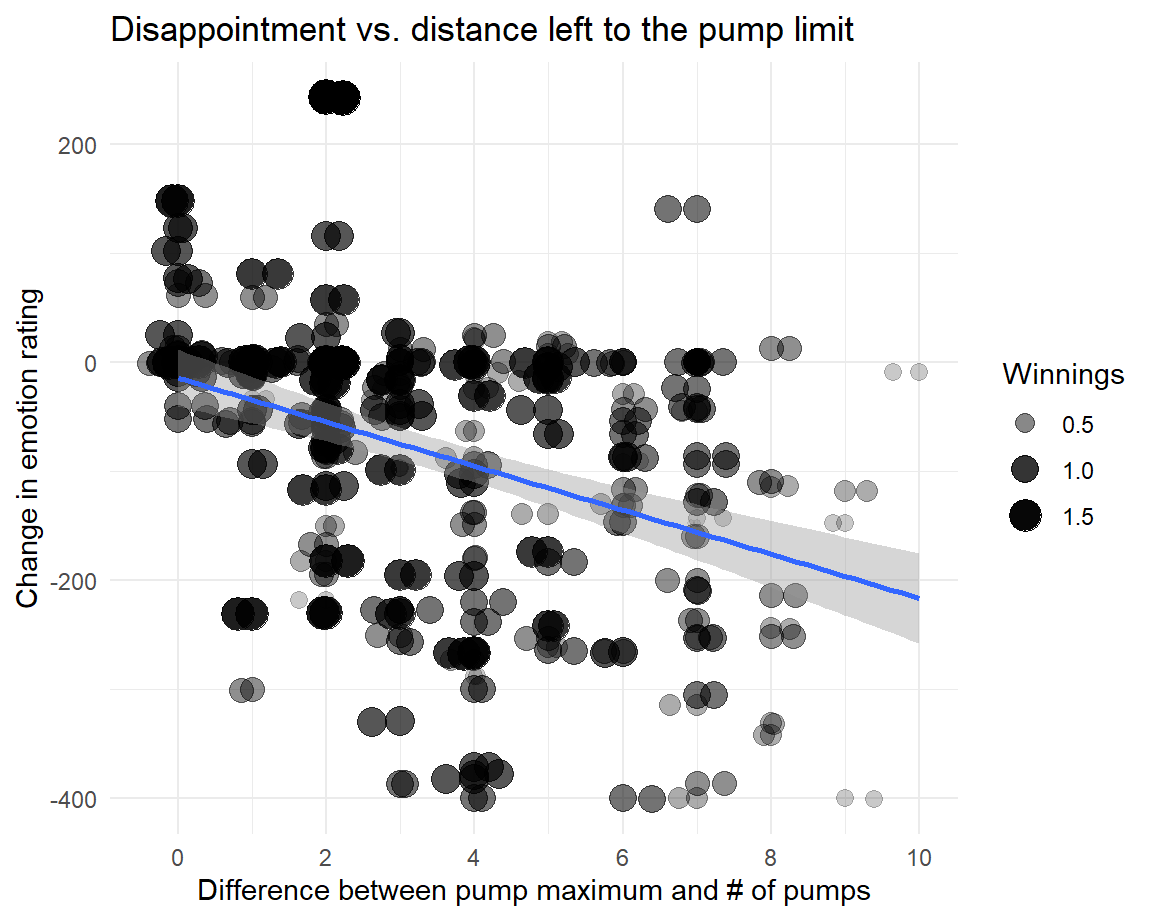 Disappointment vs. distance left to the pump limit
Change in emotion rating
200
0
-200
-400
0 2 4 6 8 10
Difference between pump maximum and # of pumps
Winnings
0.5
1.0
1.5